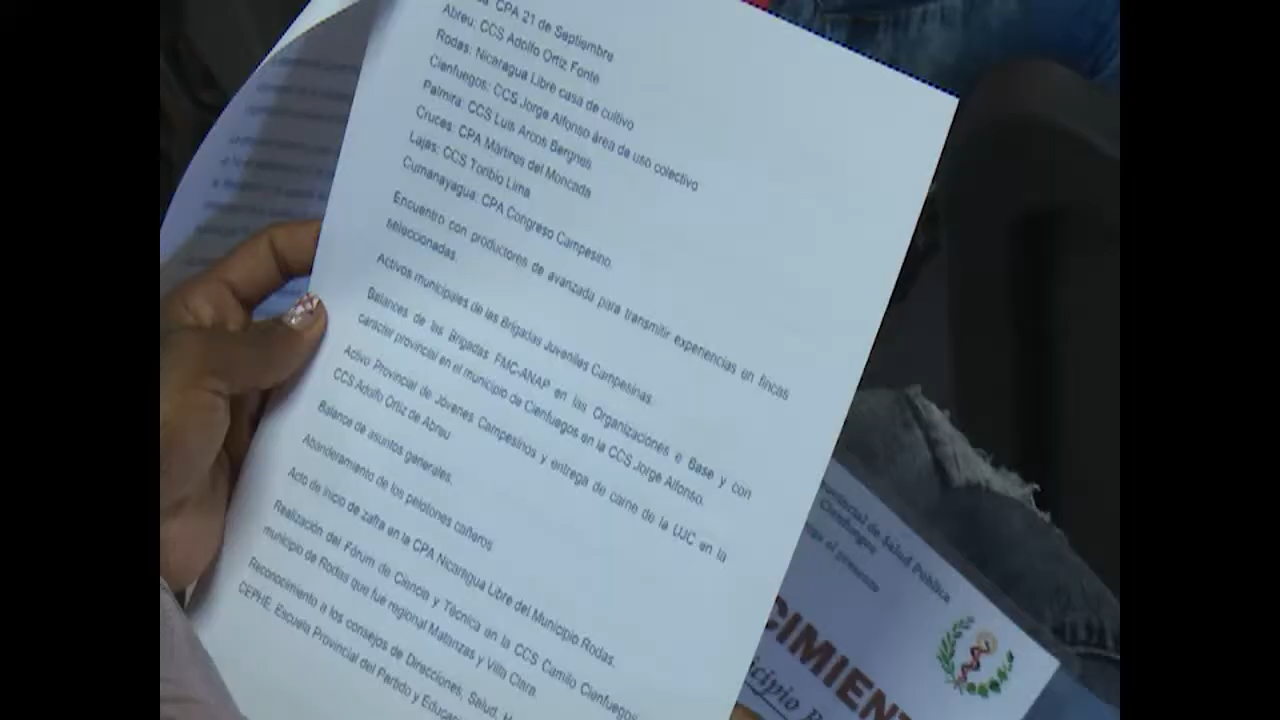 CPA 21 de Septiembre
Abreu: CCS Adolfo Ortiz Fonte
Rodas: Nicaragua Libre casa de cultivo
Cienfuegos: CCS Jorge Alfonso área de uso colectivo
Palmira: CCS Luis Arcos Bergnes
Cruces: CPA Mártires del Moncada
Lajas: CCS Toribio Lima
Cumanayagua: CPA Congreso Campesino.
Encuentro con productores de avanzada para transmitir experiencias en fincas
seleccionadas.
Activos municipales de las Brigadas Juveniles Campesinas.
Balances de las Brigadas FMC-ANAP en las Organizaciones e Base y con
carácter provincial en el municipio de Cienfuegos en la CCS Jorge Alfonso.
Activo Provincial de Jóvenes Campesinos y entrega de carne de la UJC en la
CCS Adolfo Ortiz de Abreu
Balance de asuntos generales.
Abanderamiento de los pelotones cañeros
Acto de inicio de zafra en la CPA Nicaragua Libre del Municipio Rodas.
Realización del Fórum de Ciencia y Técnica en la CCS Camilo Cienfuegos
municipio de Rodas que fue regional Matanzas y Villa Clara.
Reconocimiento a los consejos de Direcciones, Salud,
CEPHE, Escuela Provincial del Partido y Educac
de Salud Pública
Cienfuegos
el presente
CIMIENT